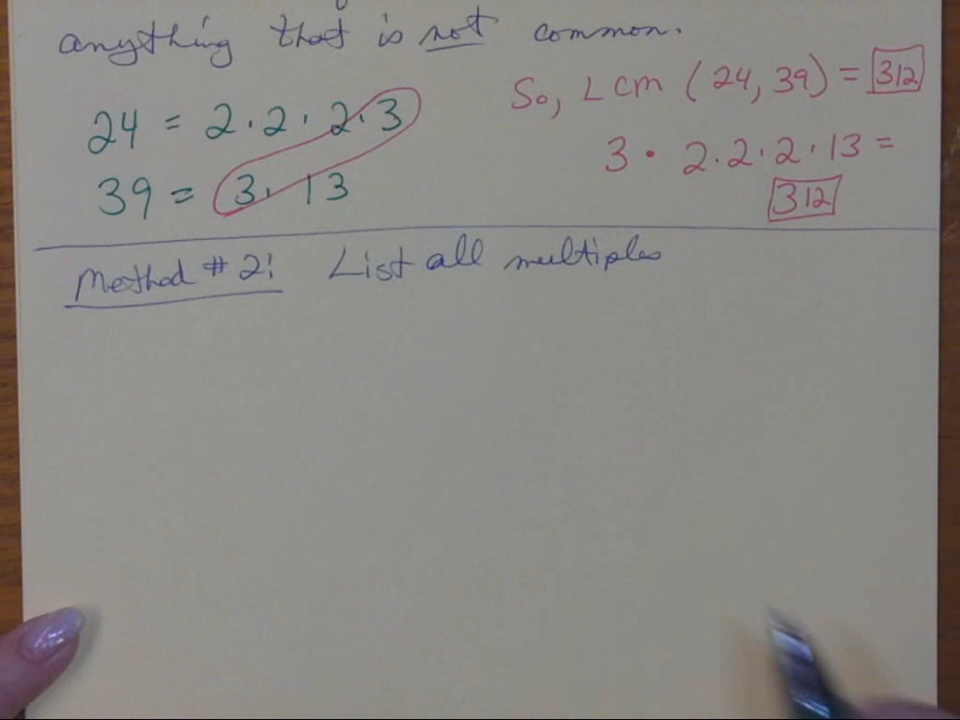 anything that is not common.
So, LCM (24, 39) = 312
24 = 2 · 2 · 2 · 3
3 · 2 · 2 · 2 · 13 =
39 = 3 · 13
312
Method #2: List all multiples